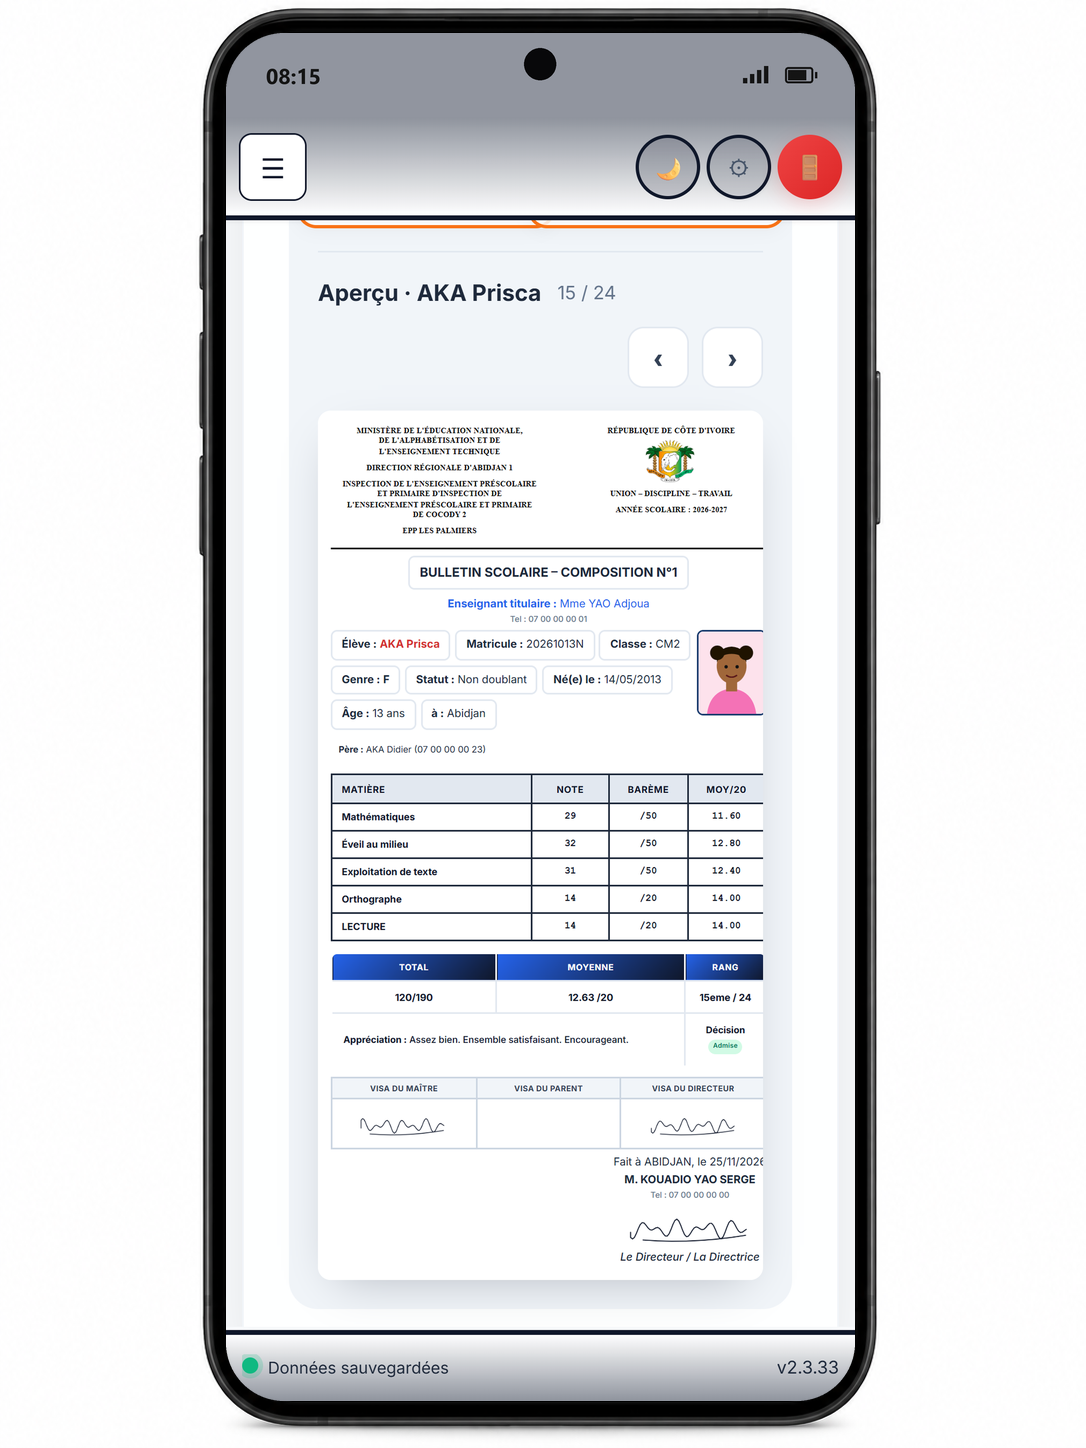 08:15
☰
Aperçu · AKA Prisca 15 / 24
‹ ›
MINISTÈRE DE L'ÉDUCATION NATIONALE,
DE L'ALPHABÉTISATION ET DE
L'ENSEIGNEMENT TECHNIQUE
DIRECTION RÉGIONALE D'ABIDJAN 1
INSPECTION DE L'ENSEIGNEMENT PRÉSCOLAIRE
ET PRIMAIRE D'INSPECTION DE
L'ENSEIGNEMENT PRÉSCOLAIRE ET PRIMAIRE
DE COCODY 2
EPP LES PALMIERS
RÉPUBLIQUE DE CÔTE D'IVOIRE
UNION – DISCIPLINE – TRAVAIL
ANNÉE SCOLAIRE : 2026-2027
BULLETIN SCOLAIRE – COMPOSITION N°1
Enseignant titulaire : Mme YAO Adjoua
Tel : 07 00 00 00 01
Élève : AKA Prisca Matricule : 20261013N Classe : CM2
Genre : F Statut : Non doublant Né(e) le : 14/05/2013
Âge : 13 ans à : Abidjan
Père : AKA Didier (07 00 00 00 23)
MATIÈRE NOTE BARÈME MOY/20
Mathématiques 29 /50 11.60
Éveil au milieu 32 /50 12.80
Exploitation de texte 31 /50 12.40
Orthographe 14 /20 14.00
LECTURE 14 /20 14.00
TOTAL MOYENNE RANG
120/190 12.63 /20 15eme / 24
Appréciation : Assez bien. Ensemble satisfaisant. Encourageant. Décision
Admise
VISA DU MAÎTRE VISA DU PARENT VISA DU DIRECTEUR
Fait à ABIDJAN, le 25/11/2026
M. KOUADIO YAO SERGE
Tel : 07 00 00 00 00
Le Directeur / La Directrice
Données sauvegardées v2.3.33